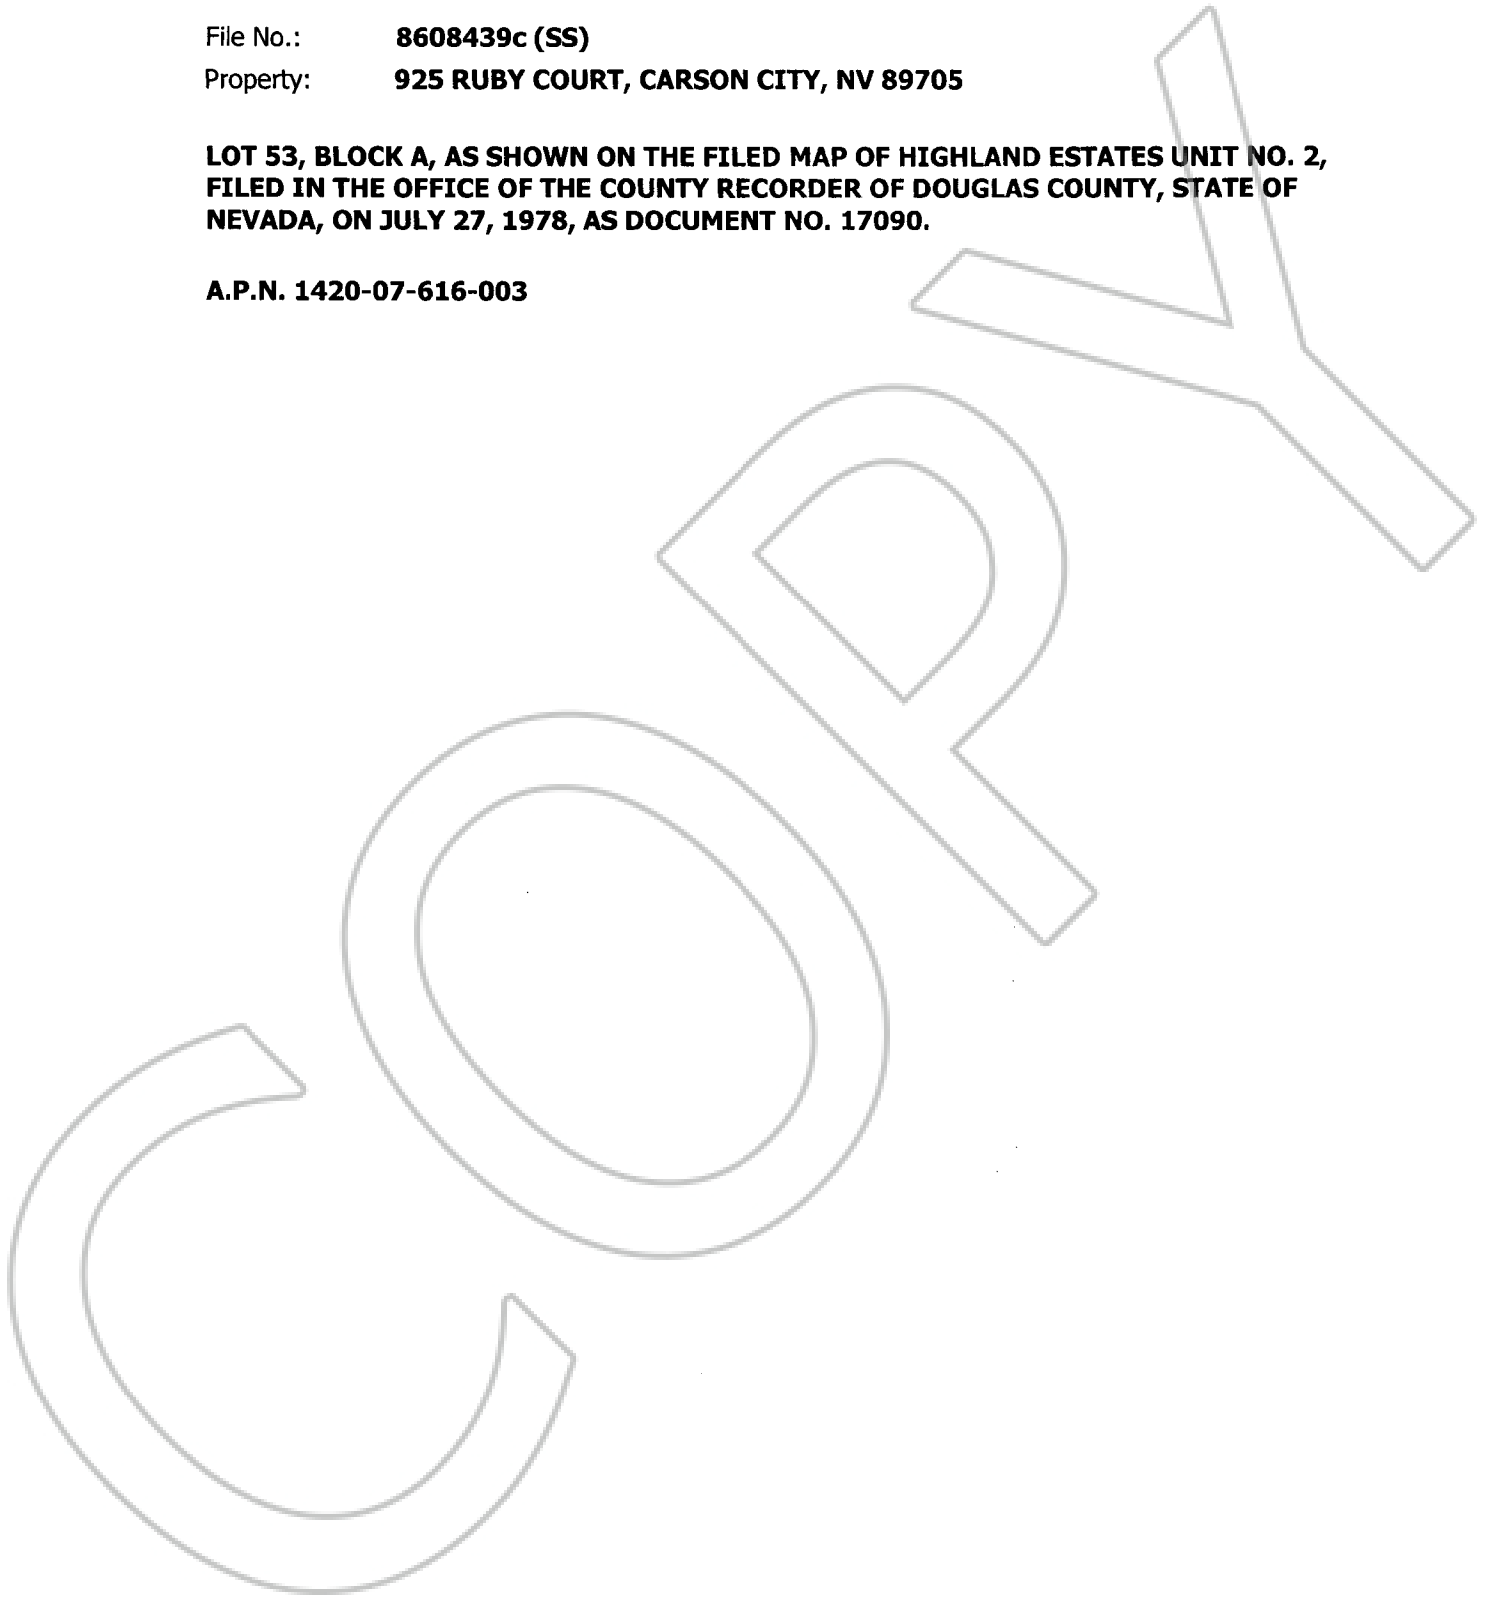 File No.: 8608439c (SS)
Property: 925 RUBY COURT, CARSON CITY, NV 89705
LOT 53, BLOCK A, AS SHOWN ON THE FILED MAP OF HIGHLAND ESTATES UNIT NO. 2,
FILED IN THE OFFICE OF THE COUNTY RECORDER OF DOUGLAS COUNTY, STATE OF
NEVADA, ON JULY 27, 1978, AS DOCUMENT NO. 17090.
A.P.N. 1420-07-616-003
COPY